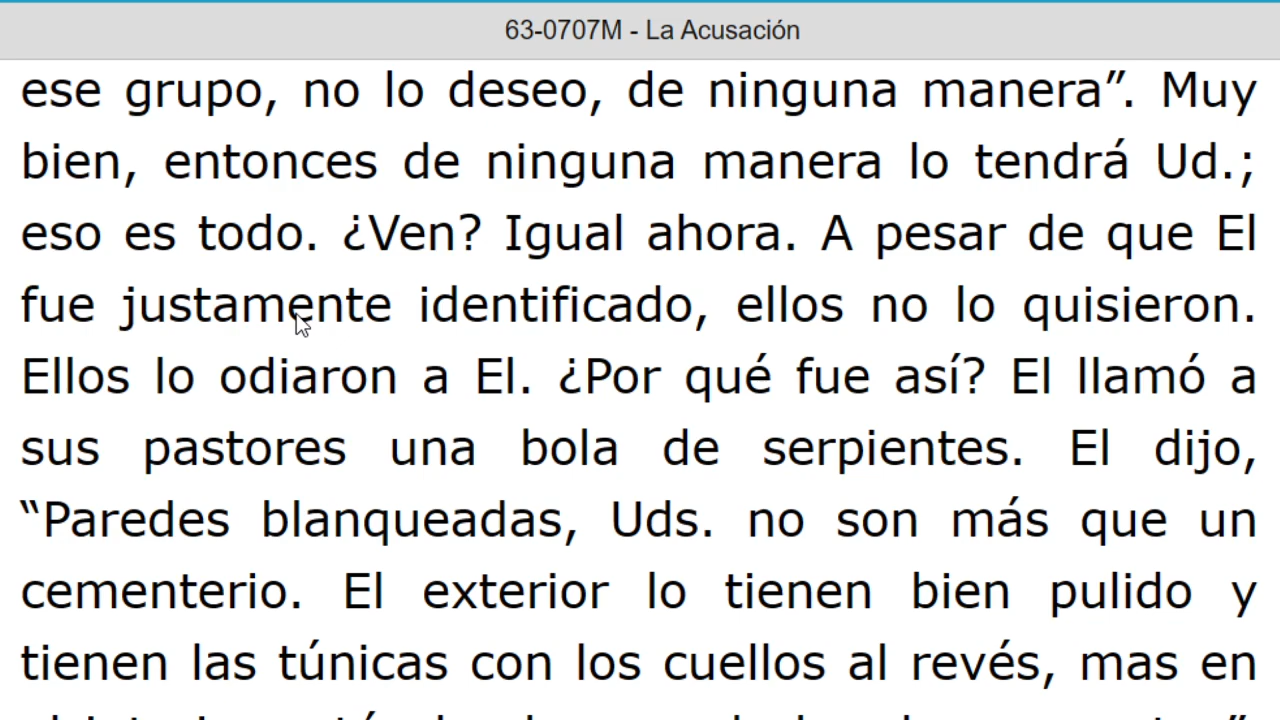 63-0707M - La Acusación
ese grupo, no lo deseo, de ninguna manera”. Muy
bien, entonces de ninguna manera lo tendrá Ud.;
eso es todo. ¿Ven? Igual ahora. A pesar de que El
fue justamente identificado, ellos no lo quisieron.
Ellos lo odiaron a El. ¿Por qué fue así? El llamó a
sus pastores una bola de serpientes. El dijo,
“Paredes blanqueadas, Uds. no son más que un
cementerio. El exterior lo tienen bien pulido y
tienen las túnicas con los cuellos al revés, mas en